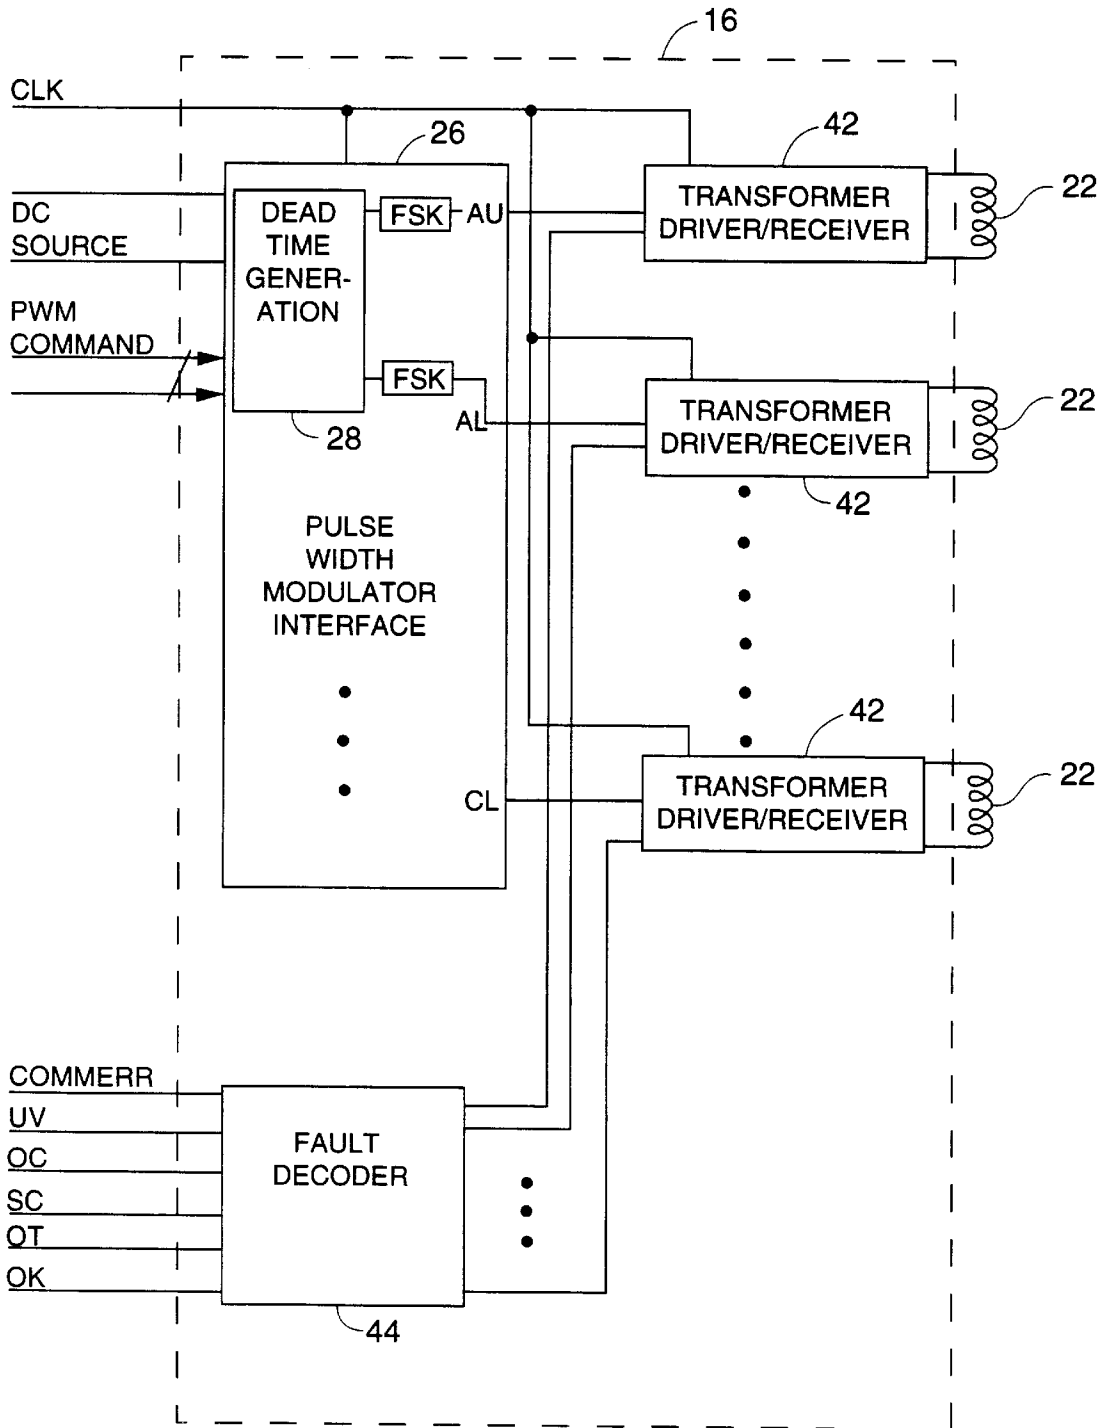 16
CLK
26
42
DC
SOURCE
DEAD
TIME
GENER-
ATION
FSK
AU
TRANSFORMER
DRIVER/RECEIVER
22
PWM
COMMAND
FSK
AL
28
TRANSFORMER
DRIVER/RECEIVER
22
42
PULSE
WIDTH
MODULATOR
INTERFACE
42
CL
TRANSFORMER
DRIVER/RECEIVER
22
COMMERR
UV
OC
SC
OT
OK
FAULT
DECODER
44